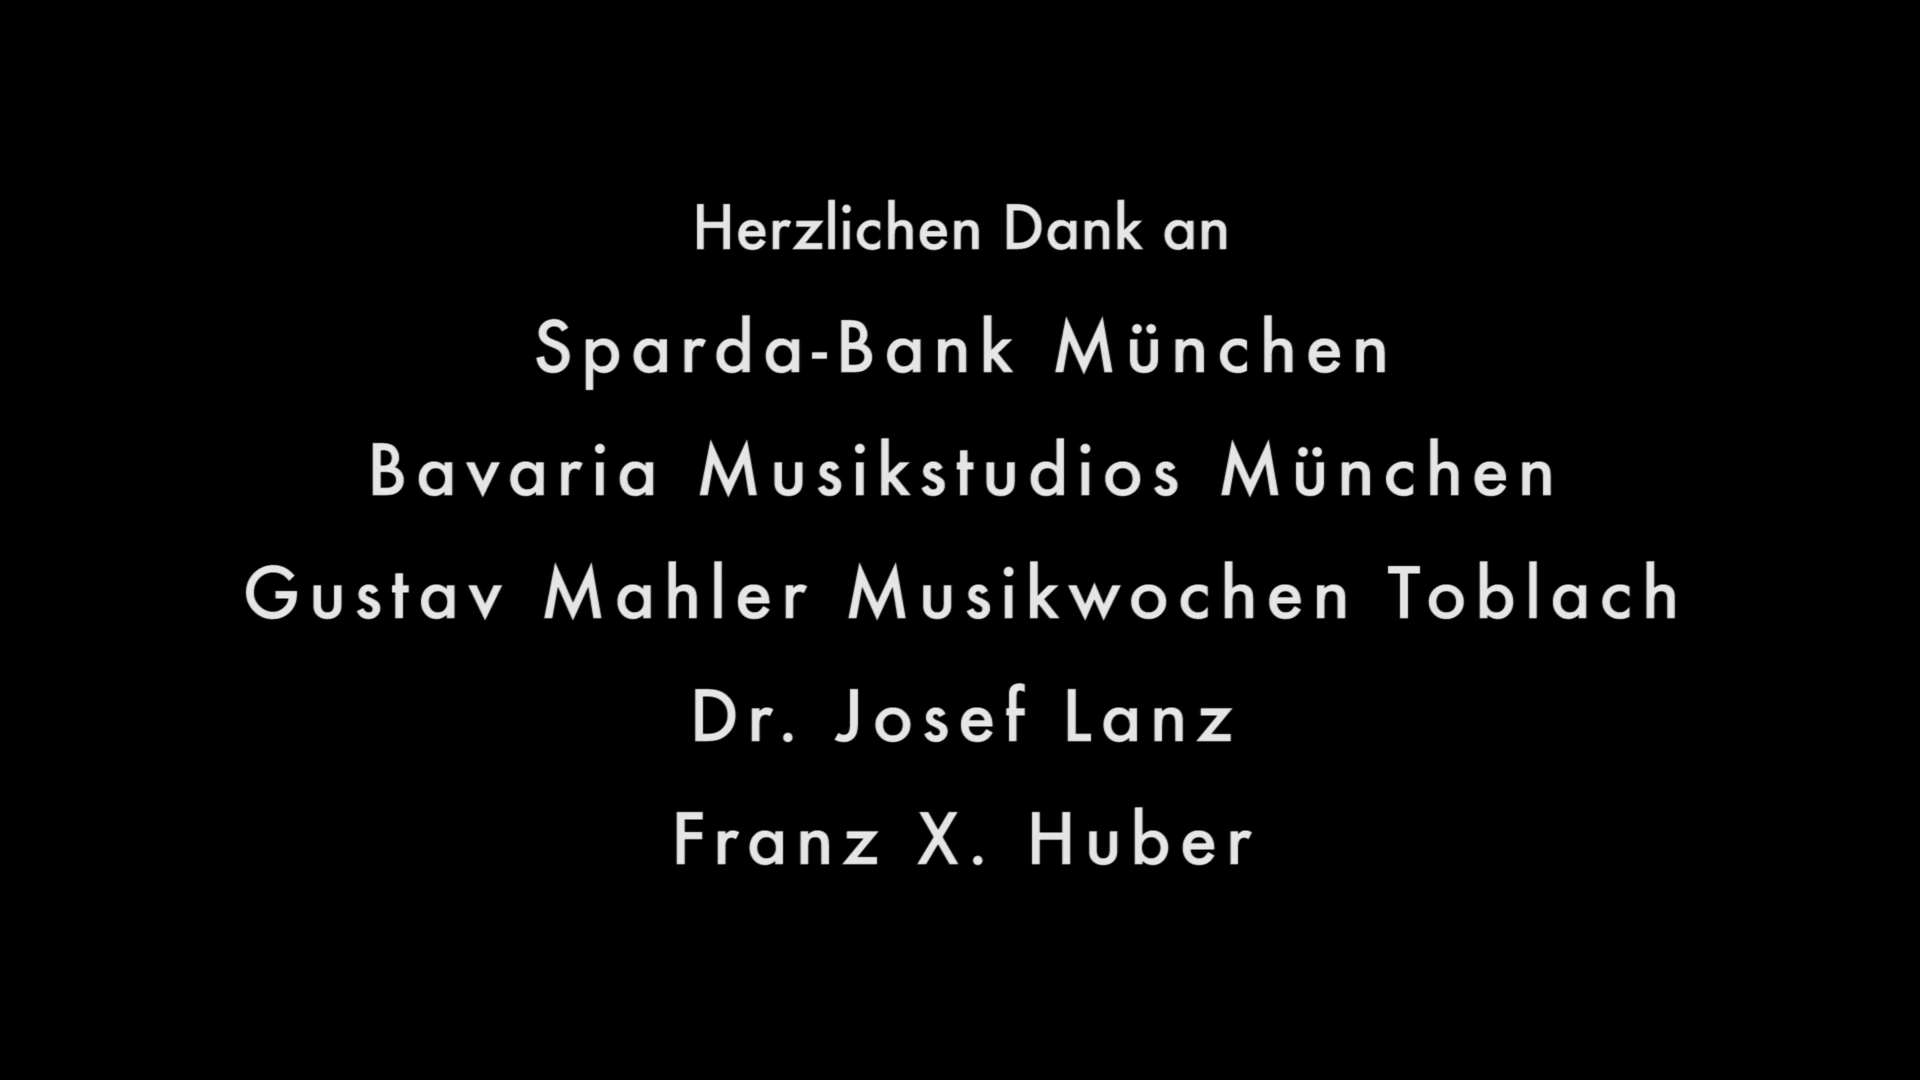 Herzlichen Dank an
Sparda-Bank München
Bavaria Musikstudios München
Gustav Mahler Musikwochen Toblach
Dr. Josef Lanz
Franz X. Huber